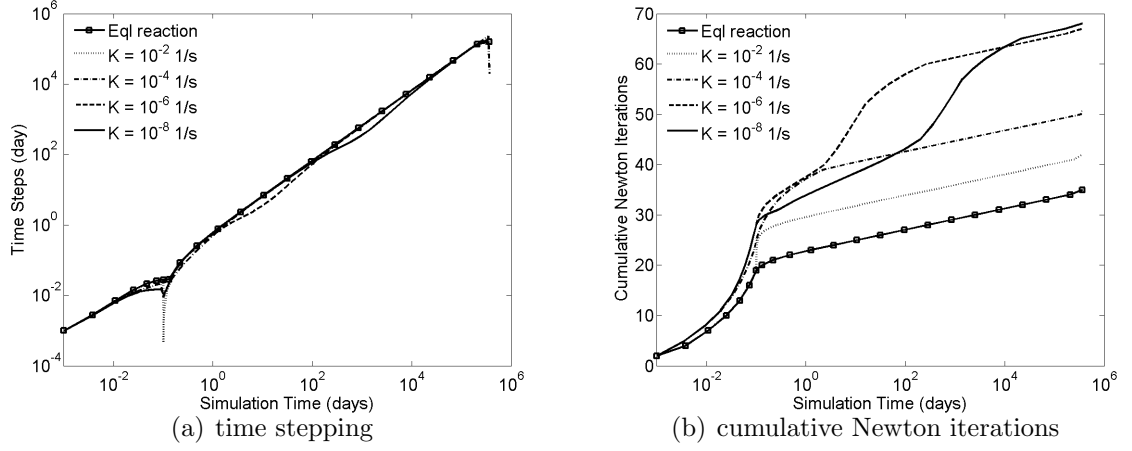 10^6
10^4
10^2
10^0
10^-2
10^-4
Time Steps (day)
Eql reaction
K = 10^-2 1/s
K = 10^-4 1/s
K = 10^-6 1/s
K = 10^-8 1/s
10^-2 10^0 10^2 10^4 10^6
Simulation Time (days)
(a) time stepping
70
60
50
40
30
20
10
0
Cumulative Newton Iterations
Eql reaction
K = 10^-2 1/s
K = 10^-4 1/s
K = 10^-6 1/s
K = 10^-8 1/s
10^-2 10^0 10^2 10^4 10^6
Simulation Time (days)
(b) cumulative Newton iterations